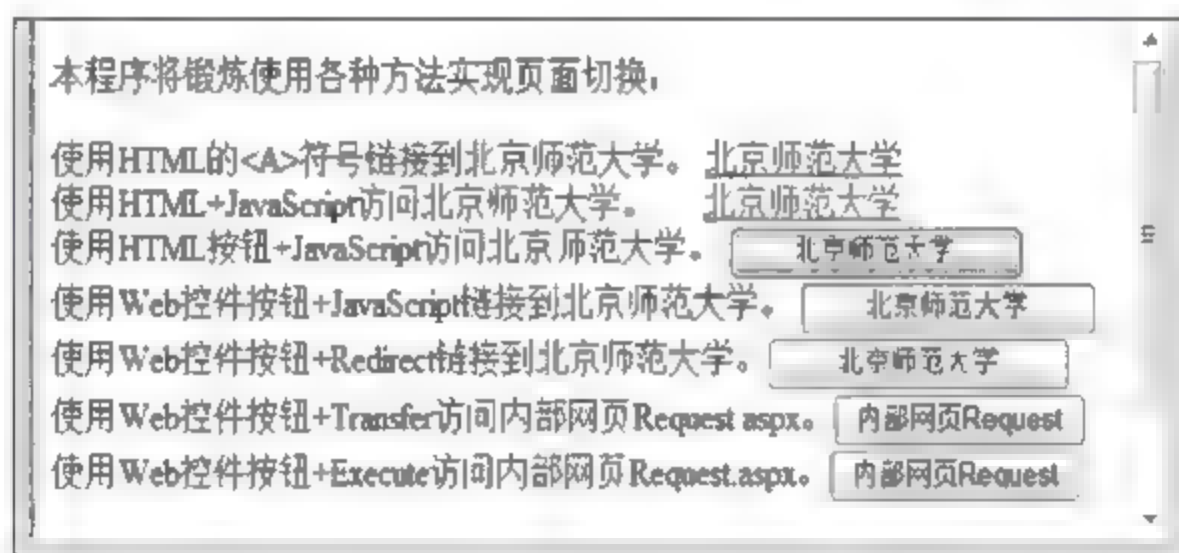 本程序将锻炼使用各种方法实现页面切换：
使用HTML的<A>符号链接到北京师范大学。 北京师范大学
使用HTML+JavaScript访问北京师范大学。 北京师范大学
使用HTML按钮+JavaScript访问北京师范大学。 北京师范大学
使用Web控件按钮+JavaScript链接到北京师范大学。 北京师范大学
使用Web控件按钮+Redirect链接到北京师范大学。 北京师范大学
使用Web控件按钮+Transfer访问内部网页Request.aspx。 内部网页Request
使用Web控件按钮+Execute访问内部网页Request.aspx。 内部网页Request